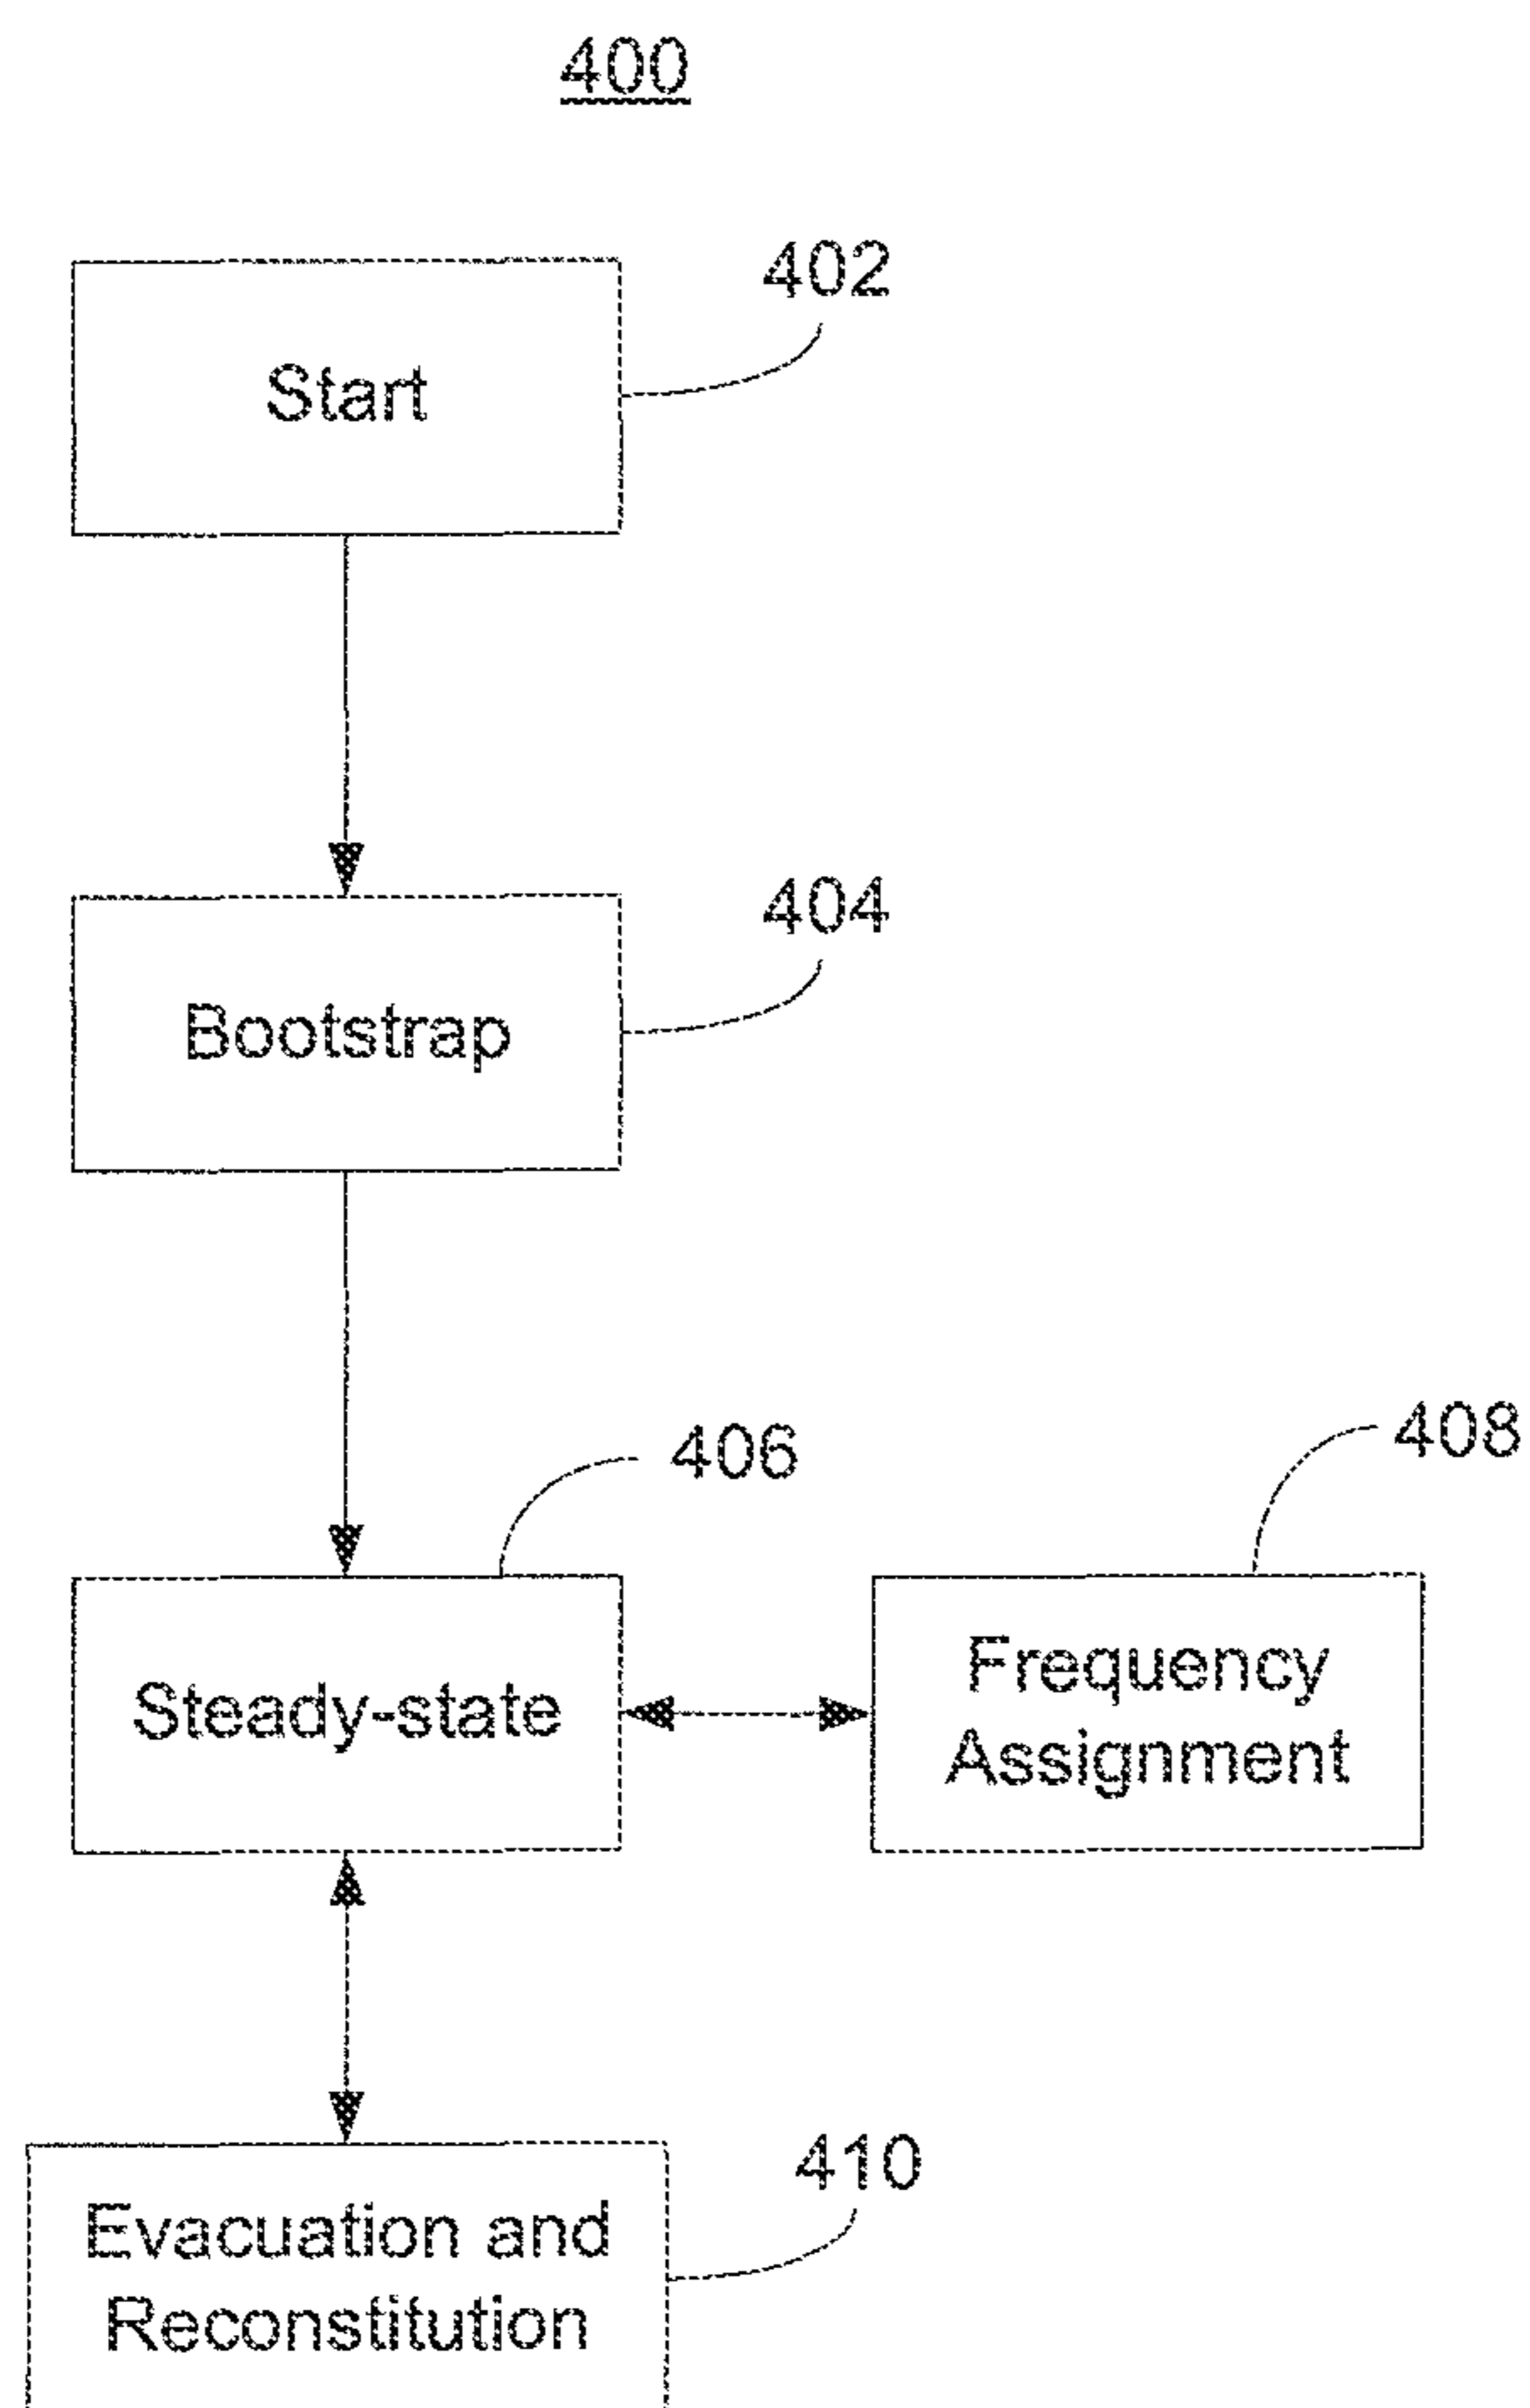 400
402
Start
404
Bootstrap
406
408
Steady-state
Frequency
Assignment
410
Evacuation and
Reconstitution